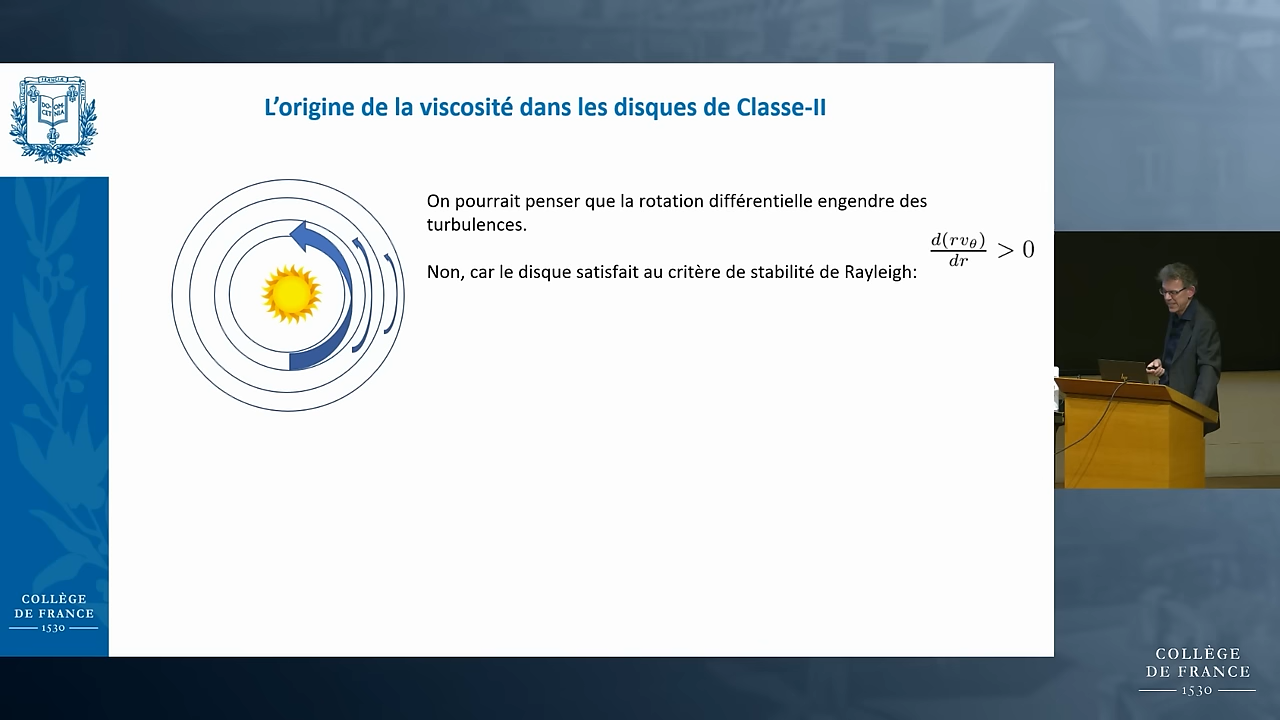 L'origine de la viscosité dans les disques de Classe-II
On pourrait penser que la rotation différentielle engendre des
turbulences.
Non, car le disque satisfait au critère de stabilité de Rayleigh:
d(rv_θ)/dr > 0
COLLÈGE
DE FRANCE
1530
COLLÈGE
DE FRANCE
1530